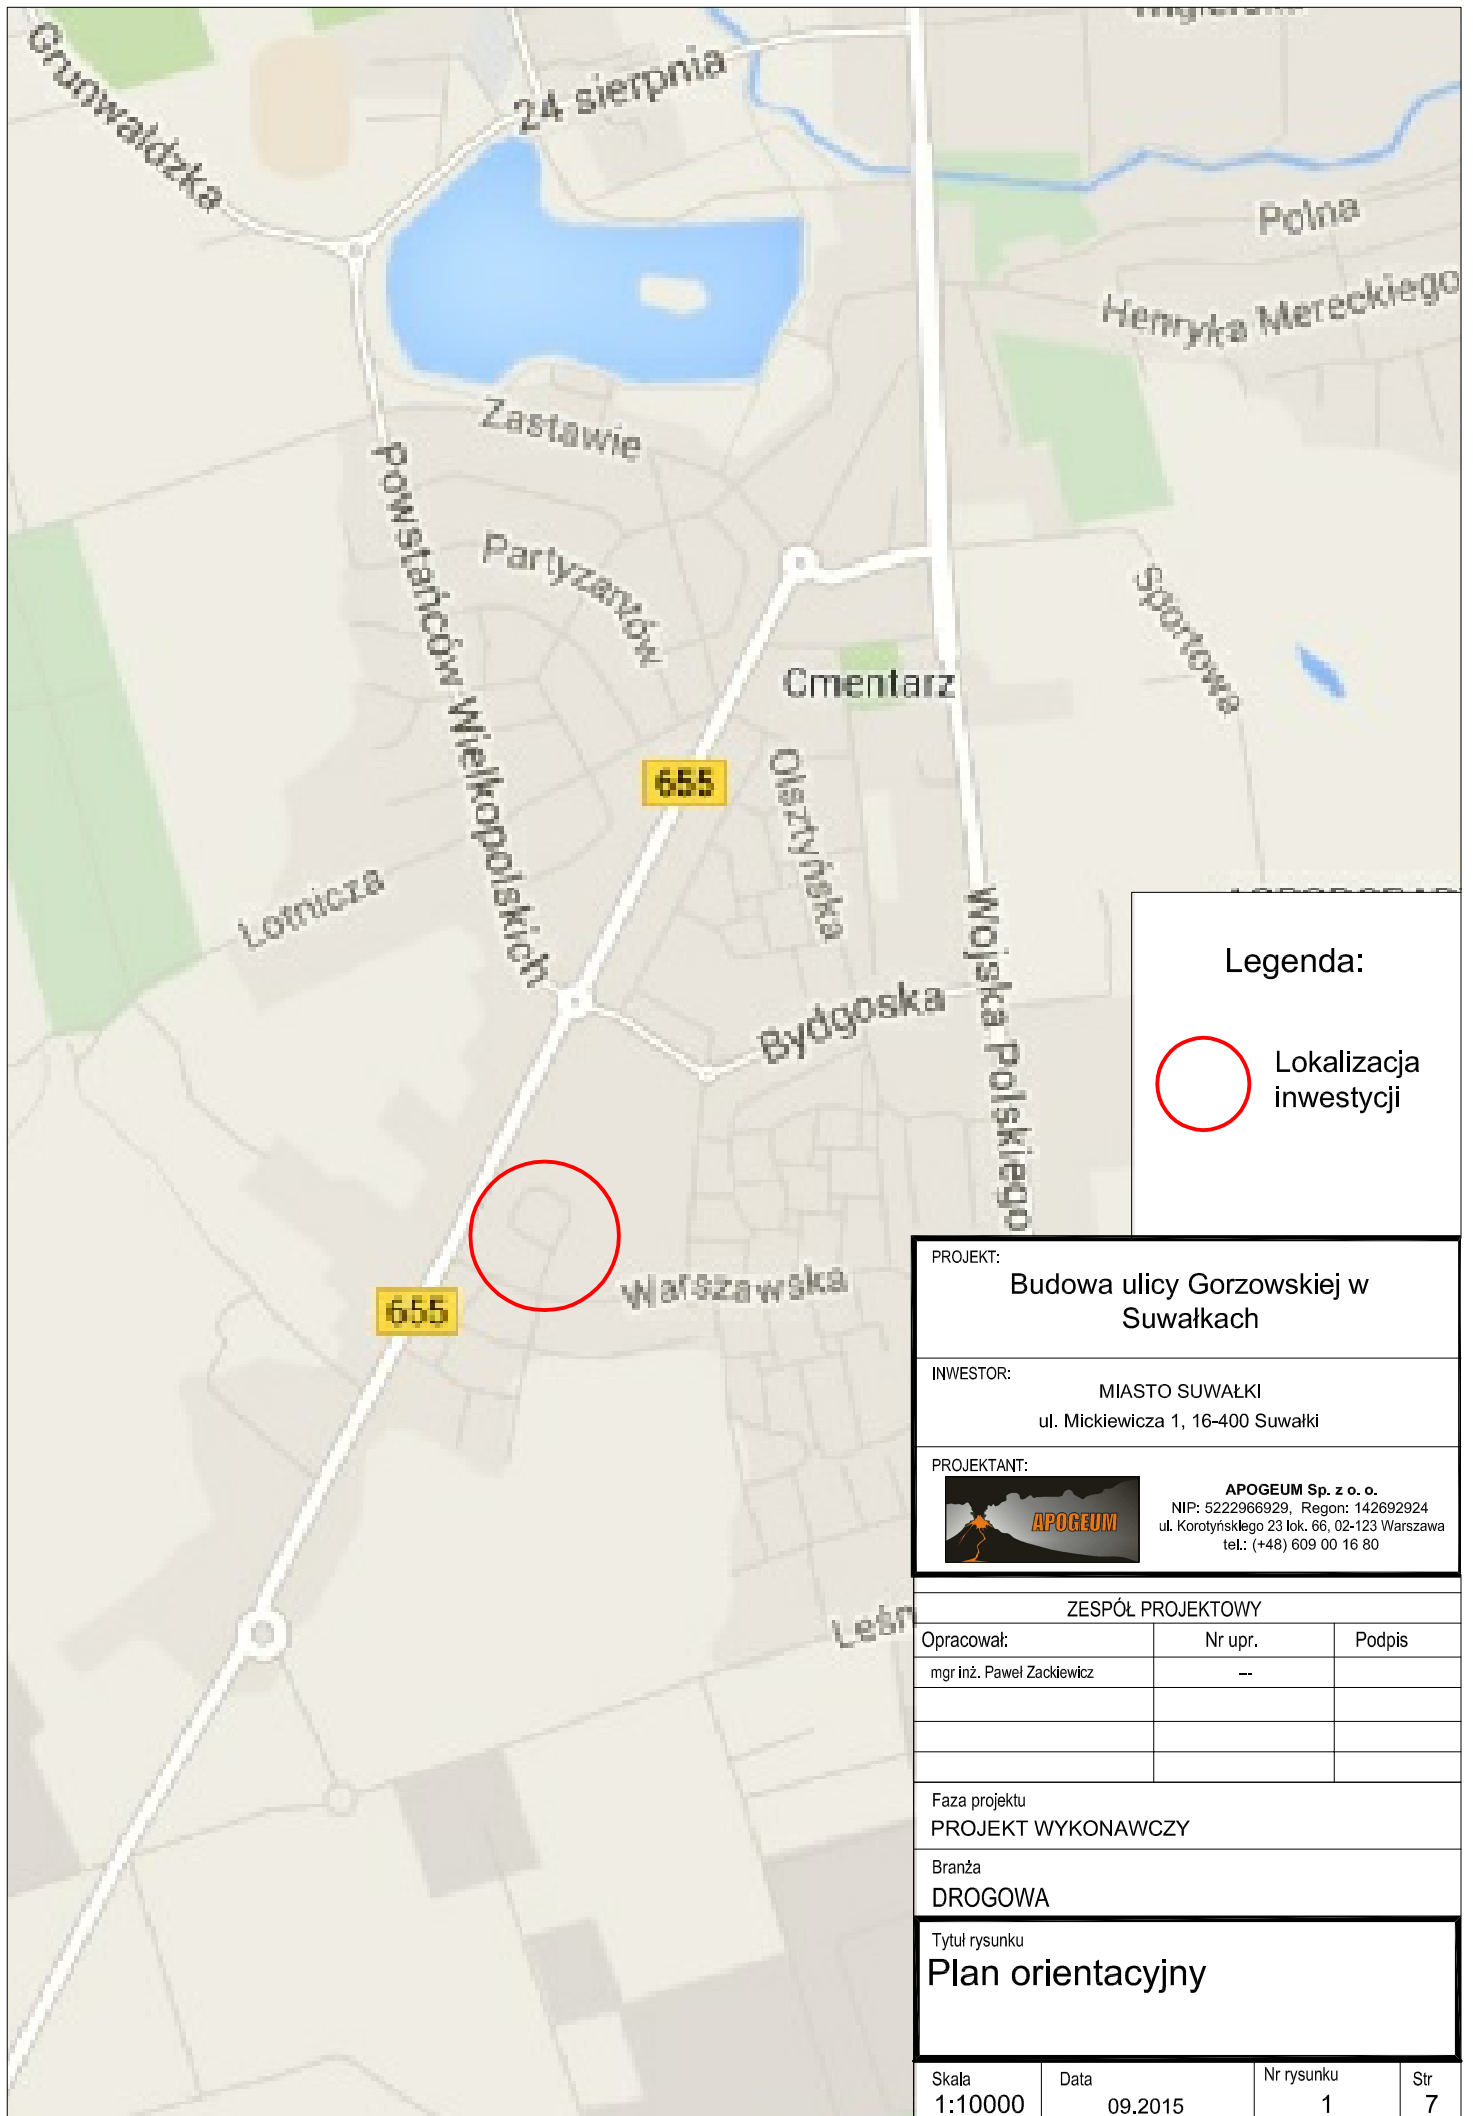 Grunwaldzka
24 sierpnia
Polna
Henryka Mereckiego
Zastawie
Powstańców Wielkopolskich
Partyzantów
Sportowa
Cmentarz
655
Olsztyńska
Lotnicza
Wojska Polskiego
Bydgoska
Warszawska
655
Leśn
Legenda:
Lokalizacja
inwestycji
PROJEKT:
Budowa ulicy Gorzowskiej w
Suwałkach
INWESTOR:
MIASTO SUWAŁKI
ul. Mickiewicza 1, 16-400 Suwałki
PROJEKTANT:
APOGEUM
APOGEUM Sp. z o. o.
NIP: 5222966929, Regon: 142692924
ul. Korotyńskiego 23 lok. 66, 02-123 Warszawa
tel.: (+48) 609 00 16 80
ZESPÓŁ PROJEKTOWY
Opracował: Nr upr. Podpis
mgr inż. Paweł Zackiewicz --
Faza projektu
PROJEKT WYKONAWCZY
Branża
DROGOWA
Tytuł rysunku
Plan orientacyjny
Skala Data Nr rysunku Str
1:10000 09.2015 1 7